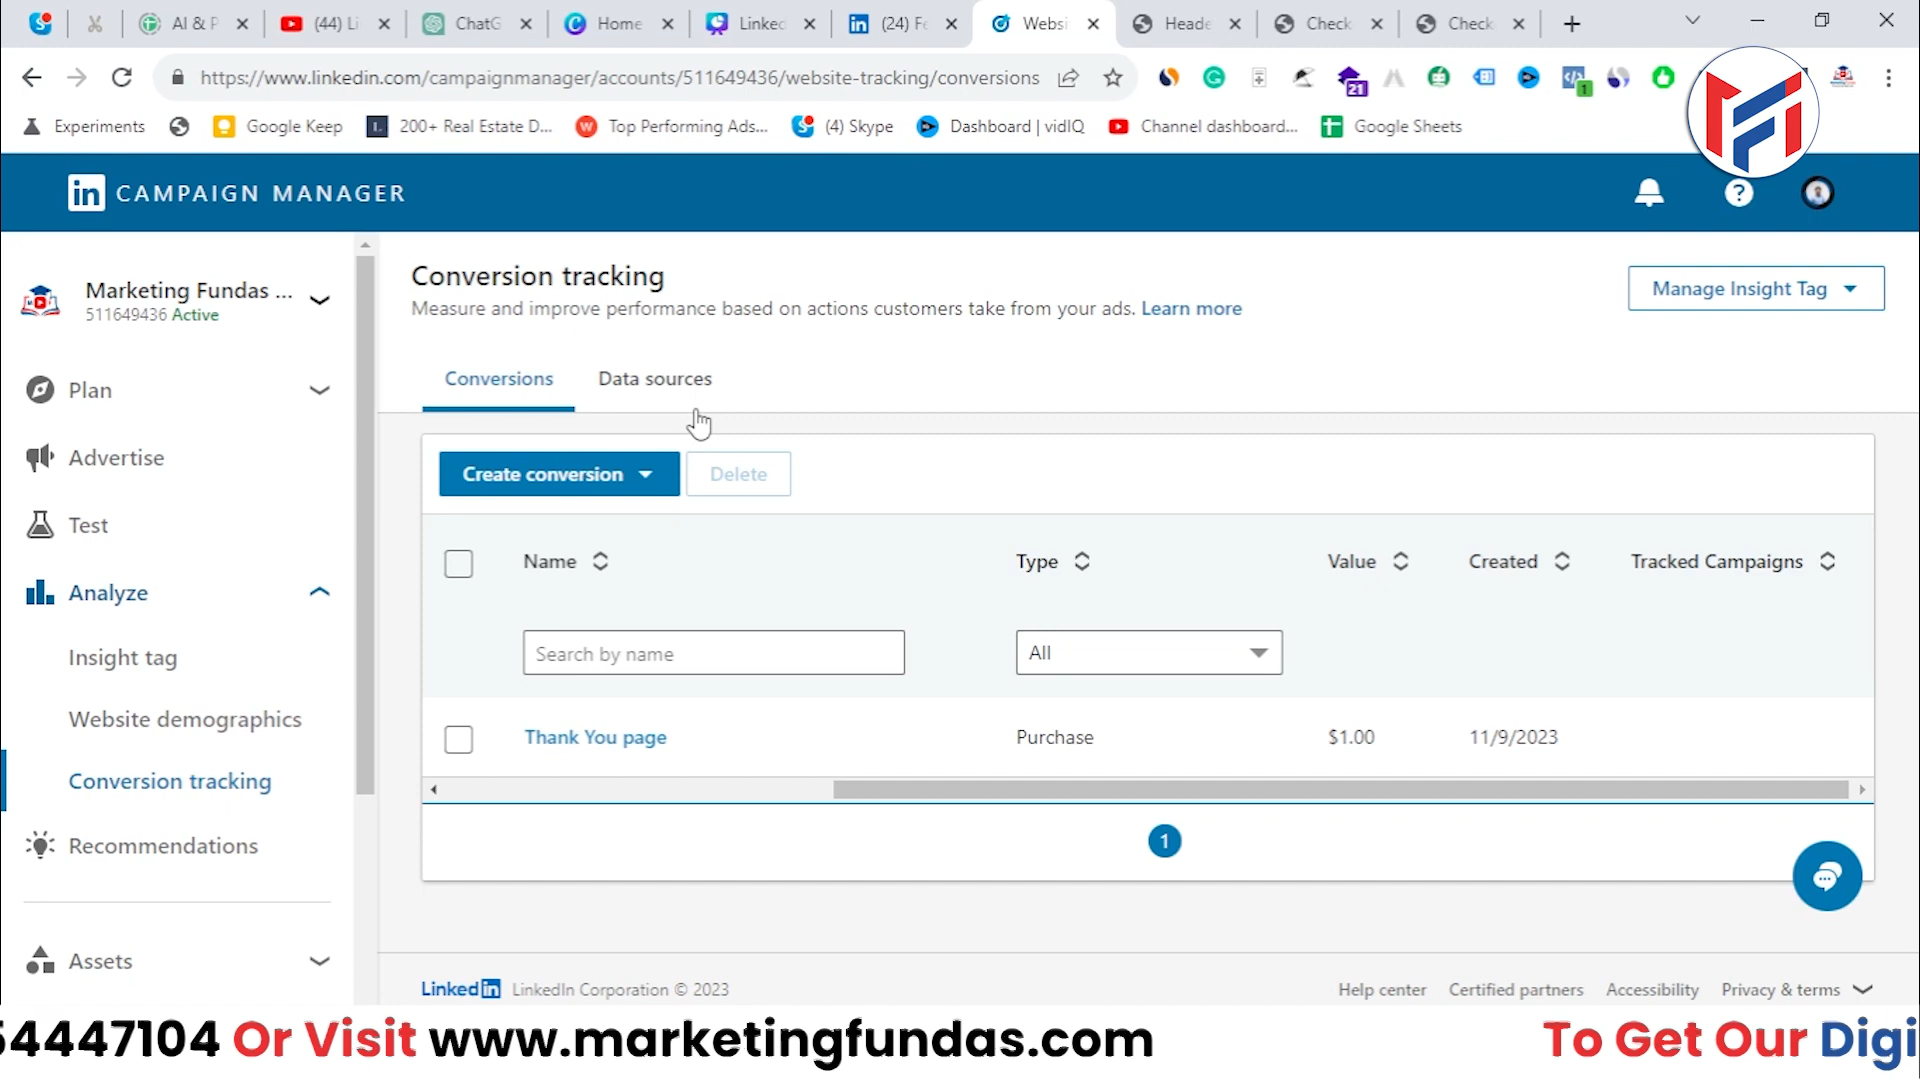 AI & P
(44) Li
ChatG
Home
Linked
(24) Fe
Websi
Heade
Check
Check
https://www.linkedin.com/campaignmanager/accounts/511649436/website-tracking/conversions
21
1
Experiments
Google Keep
200+ Real Estate D...
Top Performing Ads...
(4) Skype
Dashboard | vidIQ
Channel dashboard...
Google Sheets
in CAMPAIGN MANAGER
Marketing Fundas ...
511649436 Active
Plan
Advertise
Test
Analyze
Insight tag
Website demographics
Conversion tracking
Recommendations
Assets
Conversion tracking
Measure and improve performance based on actions customers take from your ads. Learn more
Manage Insight Tag
Conversions
Data sources
Create conversion
Delete
Name
Type
Value
Created
Tracked Campaigns
Search by name
All
Thank You page
Purchase
$1.00
11/9/2023
1
LinkedIn LinkedIn Corporation © 2023
Help center
Certified partners
Accessibility
Privacy & terms
54447104 Or Visit www.marketingfundas.com
To Get Our Digi